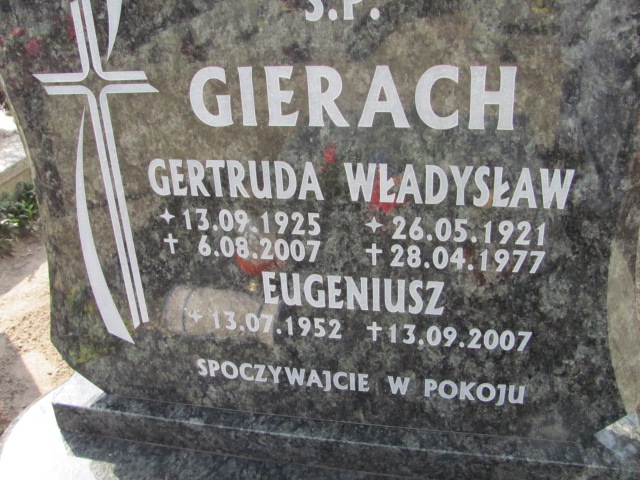 Ś.P.
GIERACH
GERTRUDA WŁADYSŁAW
13.09.1925 26.05.1921
6.08.2007 28.04.1977
EUGENIUSZ
13.07.1952 13.09.2007
SPOCZYWAJCIE W POKOJU